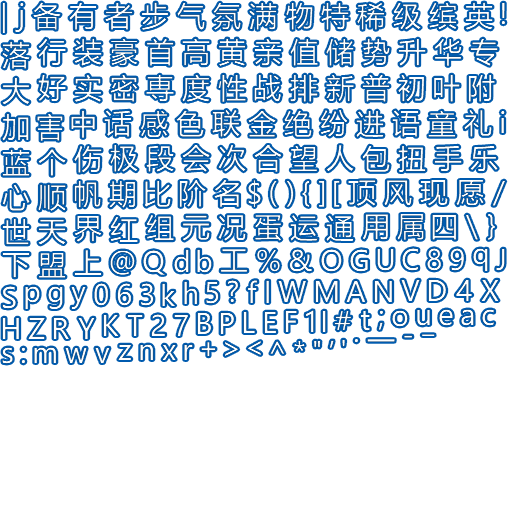 |j备有者步气氛满物特稀级缤英!
落行装豪首高黄亲值储势升华专
大好实密専度性战排新普初叶附
加害中话感色联金绝纷进语童礼i
蓝个伤极段会次合望人包扭手乐
心顺帆期比阶名$(){}[顶风现愿/
世天界红组元况蛋运通用属四\}
下盟上@Qdb工%&OGUC89qJ
spgy063kh5?flWMANVD4X
HZRYKT27BPLEF1l#t;oueac
s:mwvznxr+><^*"′'·一--